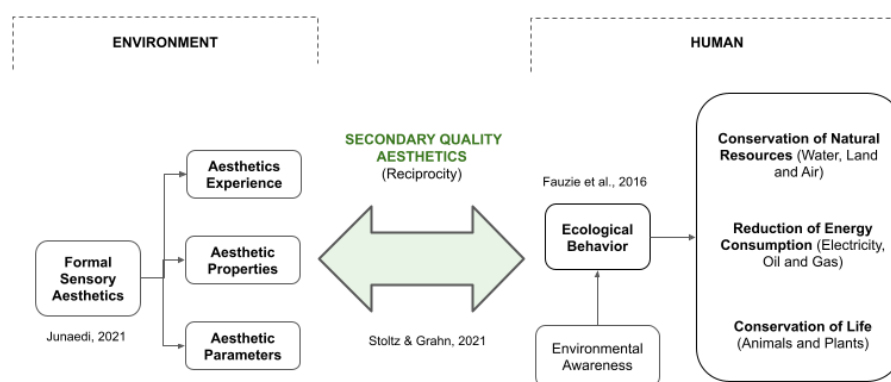 ENVIRONMENT
HUMAN
SECONDARY QUALITY
AESTHETICS
(Reciprocity)
Aesthetics
Experience
Formal
Sensory
Aesthetics
Aesthetic
Properties
Aesthetic
Parameters
Junaedi, 2021
Stoltz & Grahn, 2021
Fauzie et al., 2016
Ecological
Behavior
Environmental
Awareness
Conservation of Natural
Resources (Water, Land
and Air)
Reduction of Energy
Consumption (Electricity,
Oil and Gas)
Conservation of Life
(Animals and Plants)